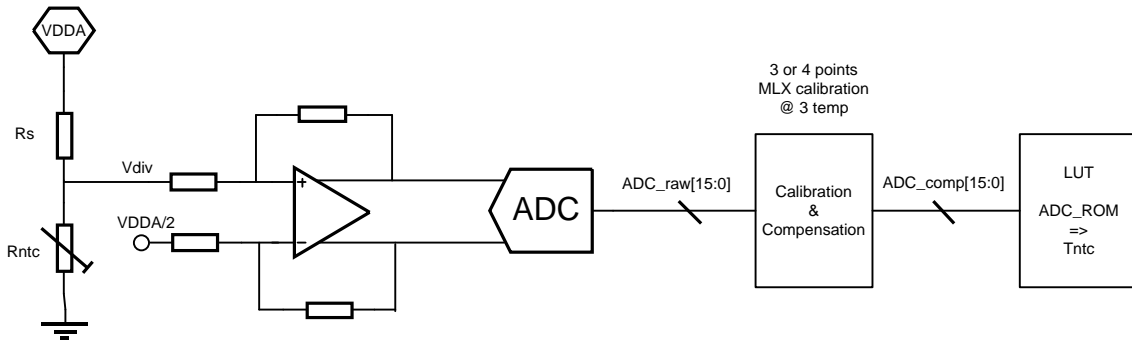 VDDA
3 or 4 points
MLX calibration
@ 3 temp
Rs
Vdiv
+
ADC
ADC_raw[15:0]
Calibration
&
Compensation
ADC_comp[15:0]
LUT
ADC_ROM
=>
Tntc
VDDA/2
−
Rntc